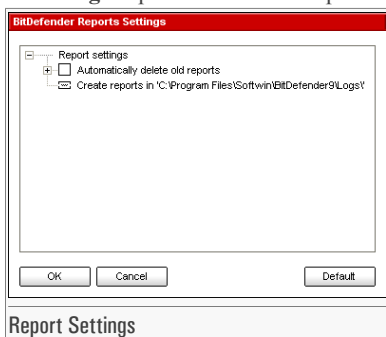 BitDefender Reports Settings
Report settings
Automatically delete old reports
Create reports in 'C:\Program Files\Softwin\BitDefender9\Logs\'
OK Cancel Default
Report Settings